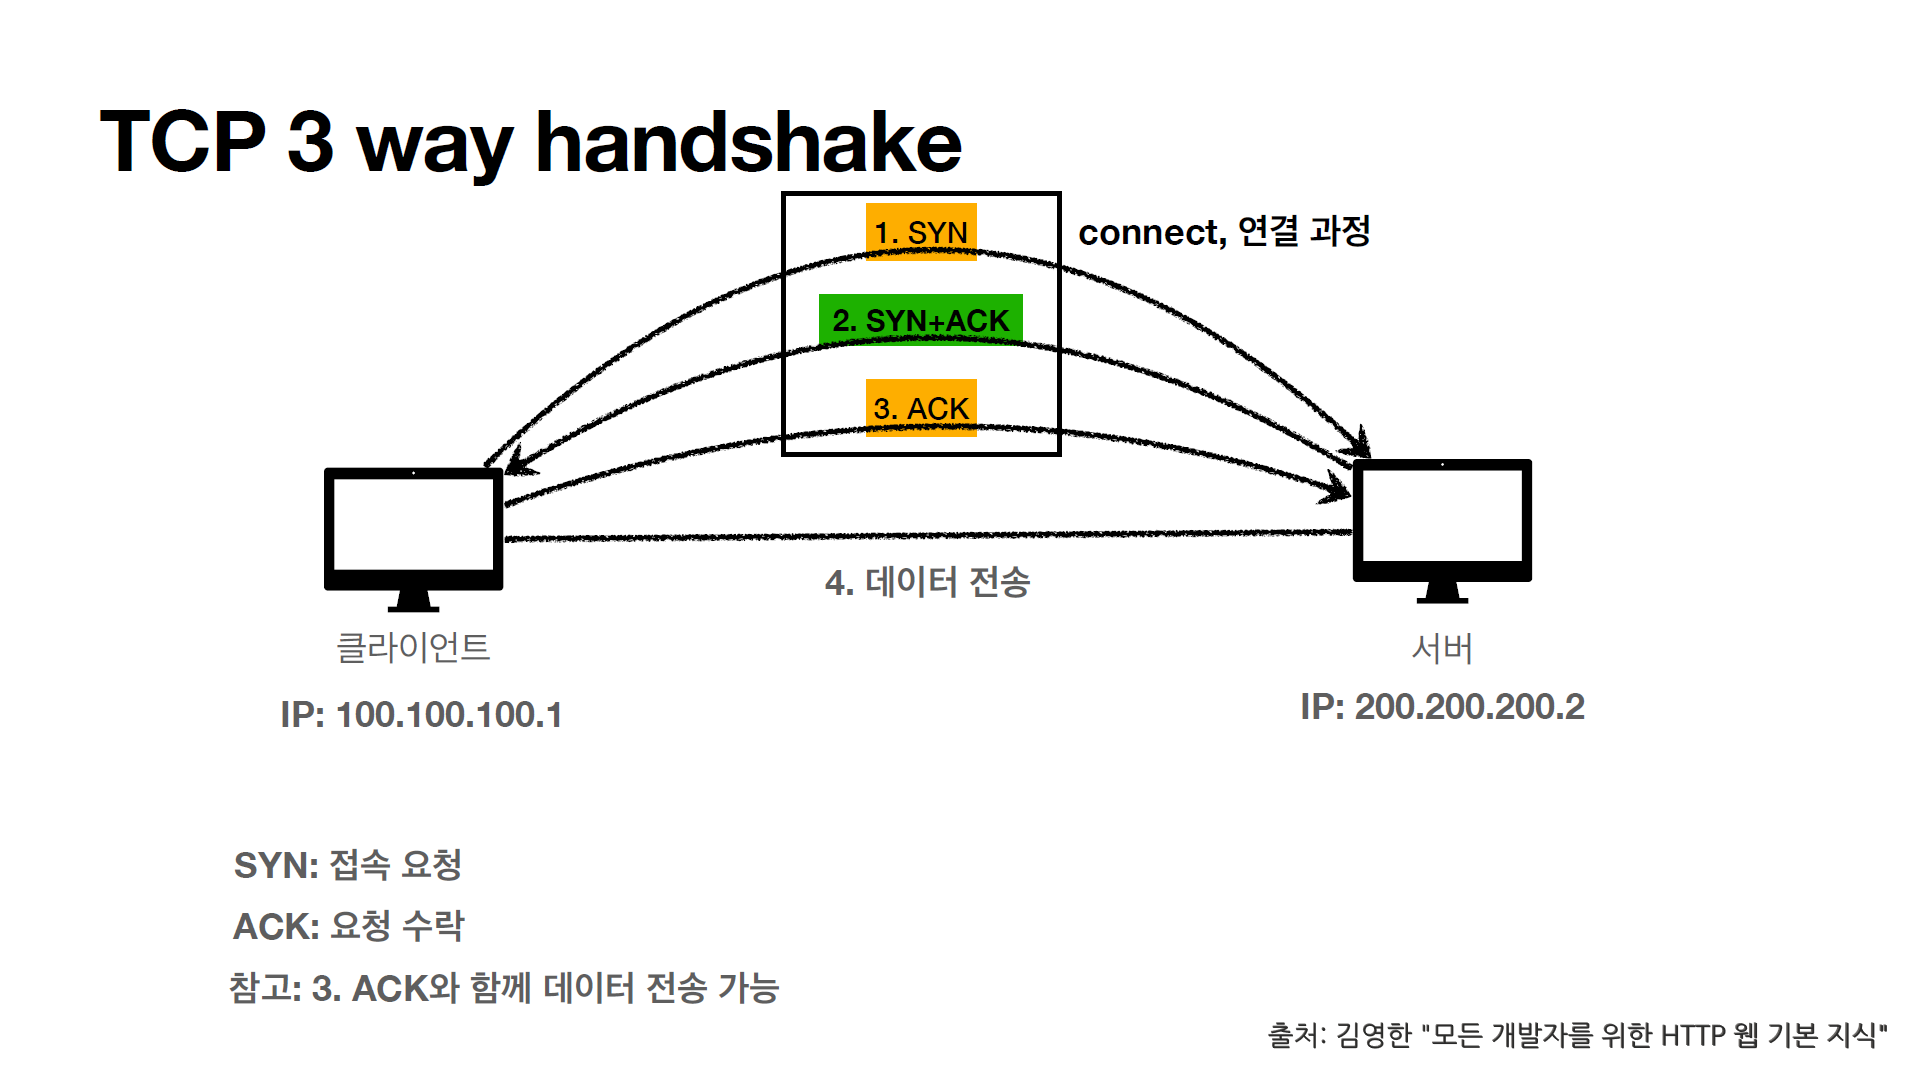 TCP 3 way handshake
1. SYN
connect, 연결 과정
2. SYN+ACK
3. ACK
4. 데이터 전송
클라이언트
서버
IP: 100.100.100.1
IP: 200.200.200.2
SYN: 접속 요청
ACK: 요청 수락
참고: 3. ACK와 함께 데이터 전송 가능
출처: 김영한 "모든 개발자를 위한 HTTP 웹 기본 지식"